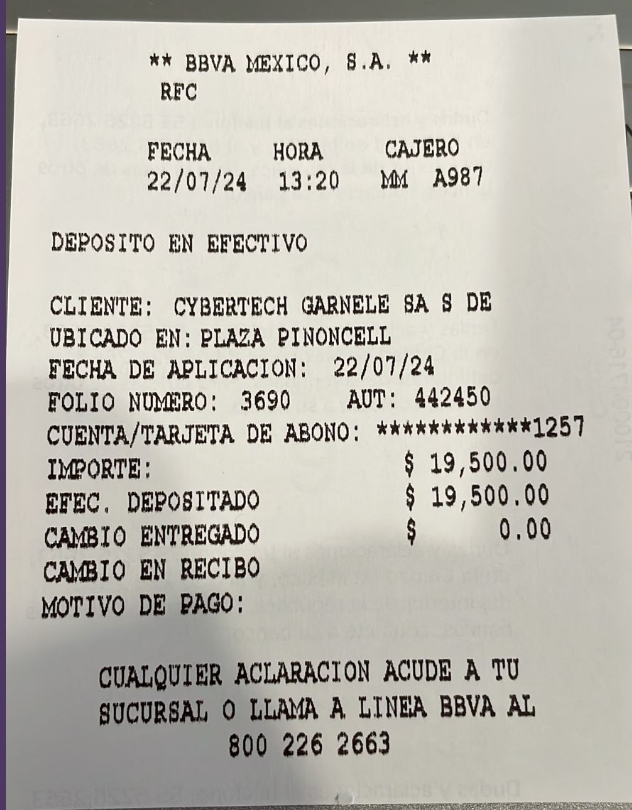 ** BBVA MEXICO, S.A. **
RFC
FECHA HORA CAJERO
22/07/24 13:20 MM A987
DEPOSITO EN EFECTIVO
CLIENTE: CYBERTECH GARNELE SA S DE
UBICADO EN: PLAZA PINONCELL
FECHA DE APLICACION: 22/07/24
FOLIO NUMERO: 3690 AUT: 442450
CUENTA/TARJETA DE ABONO: ************1257
IMPORTE: $ 19,500.00
EFEC. DEPOSITADO $ 19,500.00
CAMBIO ENTREGADO $ 0.00
CAMBIO EN RECIBO
MOTIVO DE PAGO:
CUALQUIER ACLARACION ACUDE A TU
SUCURSAL O LLAMA A LINEA BBVA AL
800 226 2663